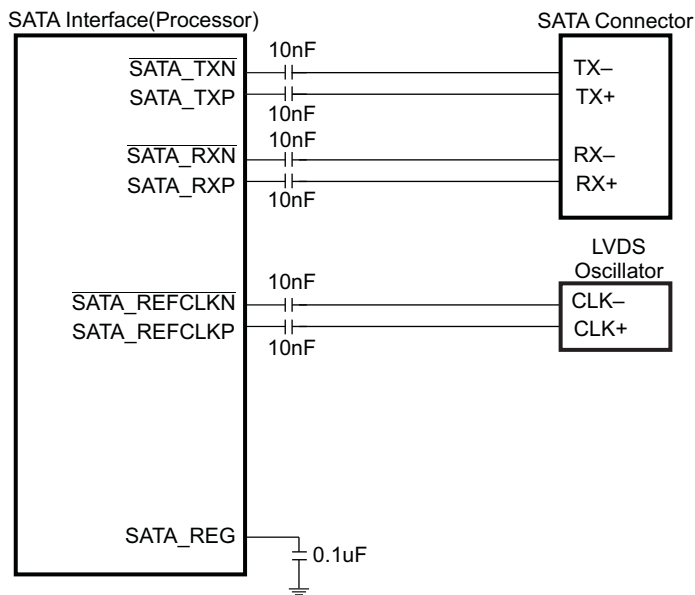 SATA Interface(Processor)
SATA Connector
10nF
SATA_TXN
TX–
SATA_TXP
TX+
10nF
10nF
SATA_RXN
RX–
SATA_RXP
RX+
10nF
LVDS
Oscillator
10nF
SATA_REFCLKN
CLK–
SATA_REFCLKP
CLK+
10nF
SATA_REG
0.1uF